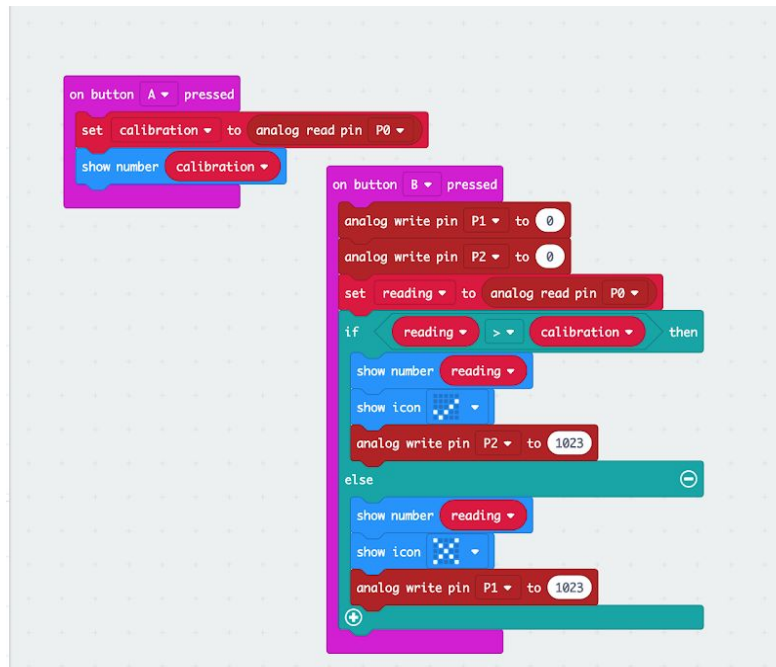 on button A pressed
set calibration to analog read pin P0
show number calibration
on button B pressed
analog write pin P1 to 0
analog write pin P2 to 0
set reading to analog read pin P0
if reading > calibration then
show number reading
show icon
analog write pin P2 to 1023
else
show number reading
show icon
analog write pin P1 to 1023